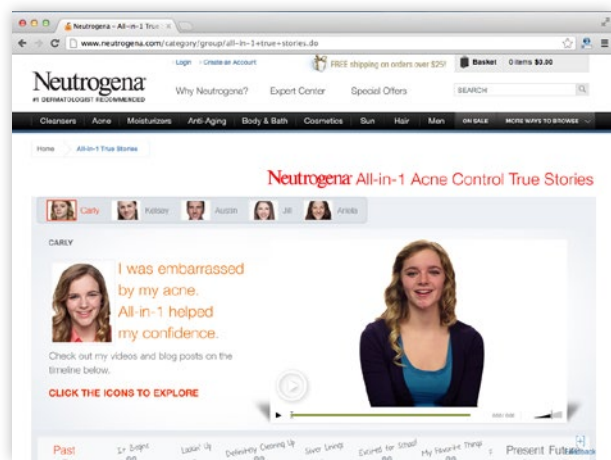 Neutrogena – All-in-1 True S
www.neutrogena.com/category/group/all-in-1+true+stories.do
Login Create an Account FREE shipping on orders over $25! Basket 0 items $0.00
Neutrogena
#1 DERMATOLOGIST RECOMMENDED
Why Neutrogena? Expert Center Special Offers SEARCH
Cleansers Acne Moisturizers Anti-Aging Body & Bath Cosmetics Sun Hair Men ON SALE MORE WAYS TO BROWSE
Home All-in-1 True Stories
Neutrogena All-in-1 Acne Control True Stories
Carly Kelsey Austin Jill Ariela
CARLY
I was embarrassed
by my acne.
All-in-1 helped
my confidence.
Check out my videos and blog posts on the
timeline below.
CLICK THE ICONS TO EXPLORE
Past It Begins Lookin' Up Definitely Clearing Up Silver Linings Excited for School! My Favorite Things Present Future